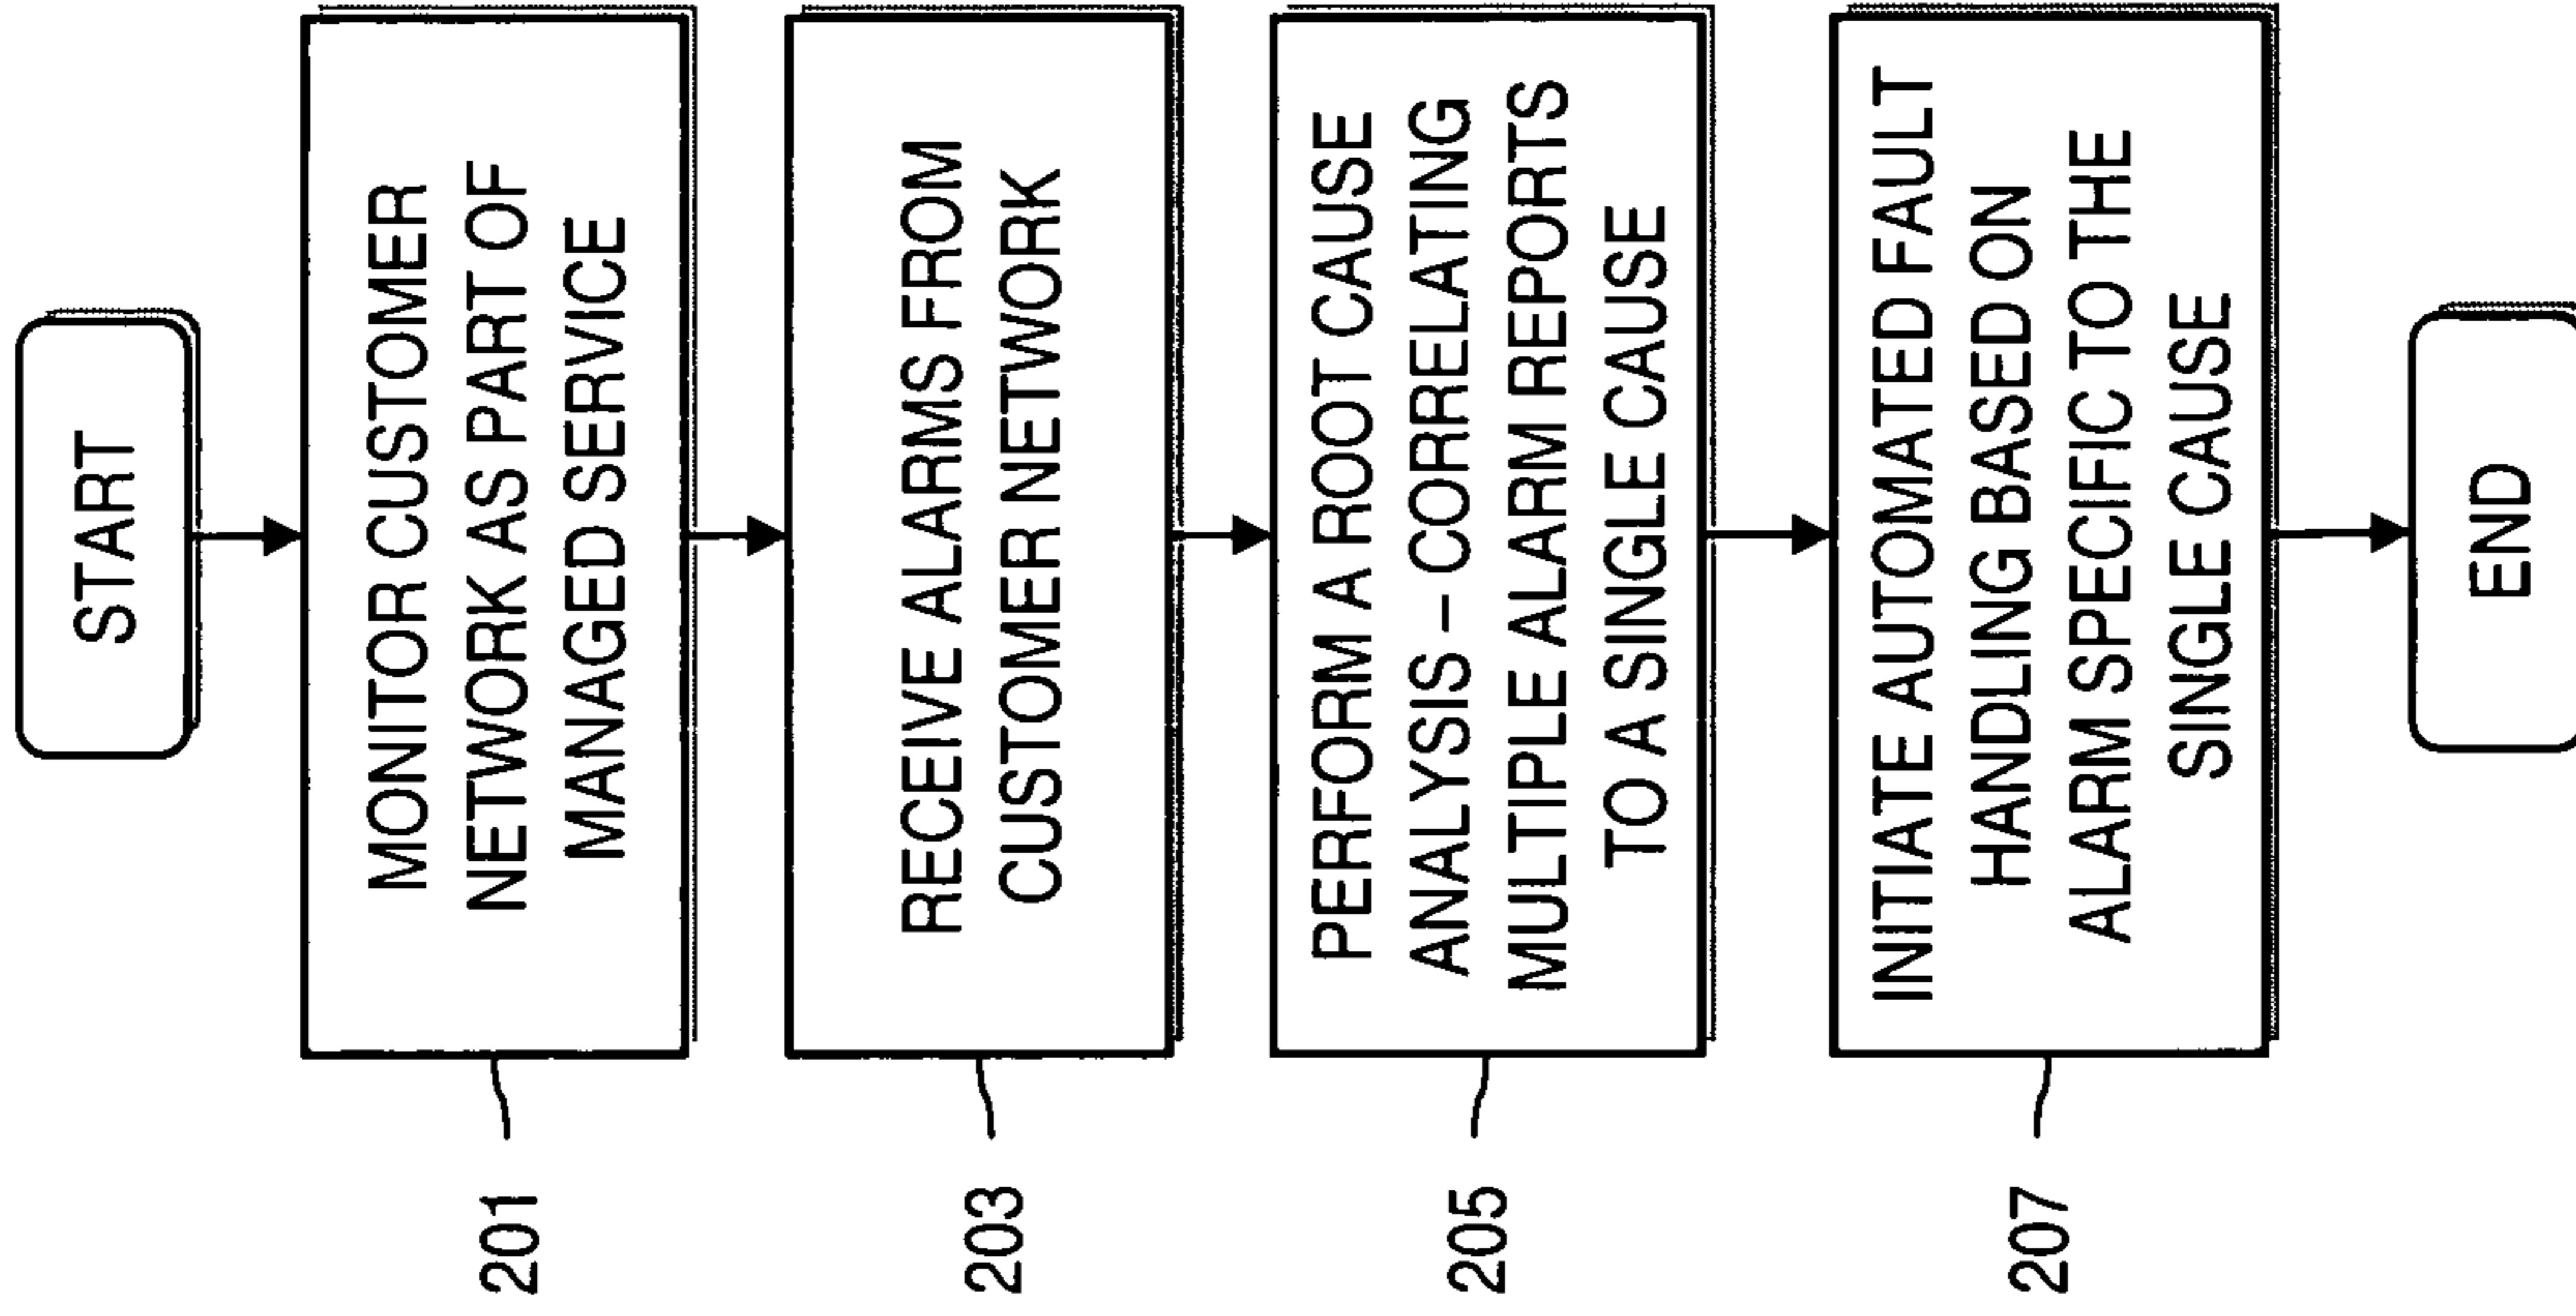 START
201
MONITOR CUSTOMER
NETWORK AS PART OF
MANAGED SERVICE
203
RECEIVE ALARMS FROM
CUSTOMER NETWORK
205
PERFORM A ROOT CAUSE
ANALYSIS – CORRELATING
MULTIPLE ALARM REPORTS
TO A SINGLE CAUSE
207
INITIATE AUTOMATED FAULT
HANDLING BASED ON
ALARM SPECIFIC TO THE
SINGLE CAUSE
END